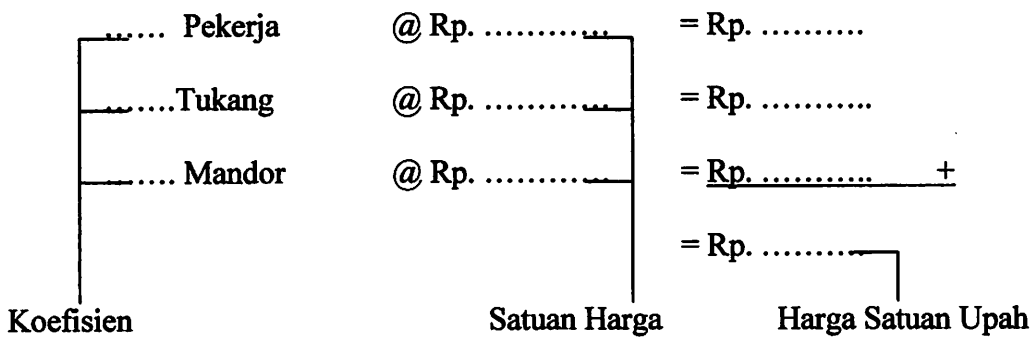 ...... Pekerja @ Rp. ............ = Rp. ..........
.......Tukang @ Rp. ............ = Rp. ...........
....... Mandor @ Rp. ............ = Rp. ........... +
= Rp. ...........
Koefisien Satuan Harga Harga Satuan Upah